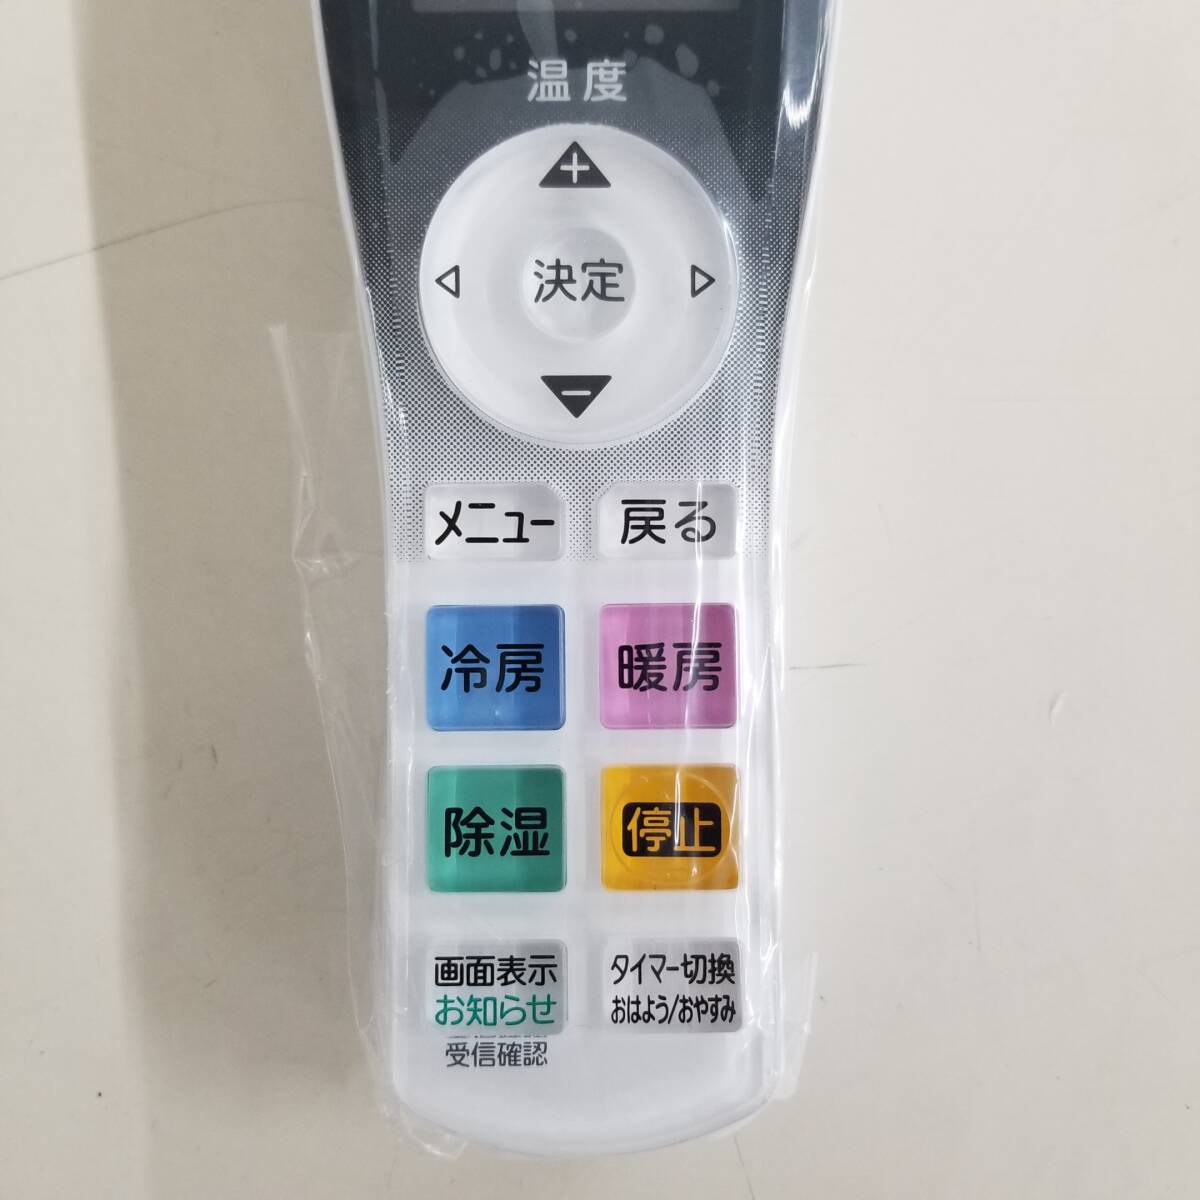 温度
+
決定
−
メニュー 戻る
冷房 暖房
除湿 停止
画面表示 タイマー切換
お知らせ おはよう/おやすみ
受信確認